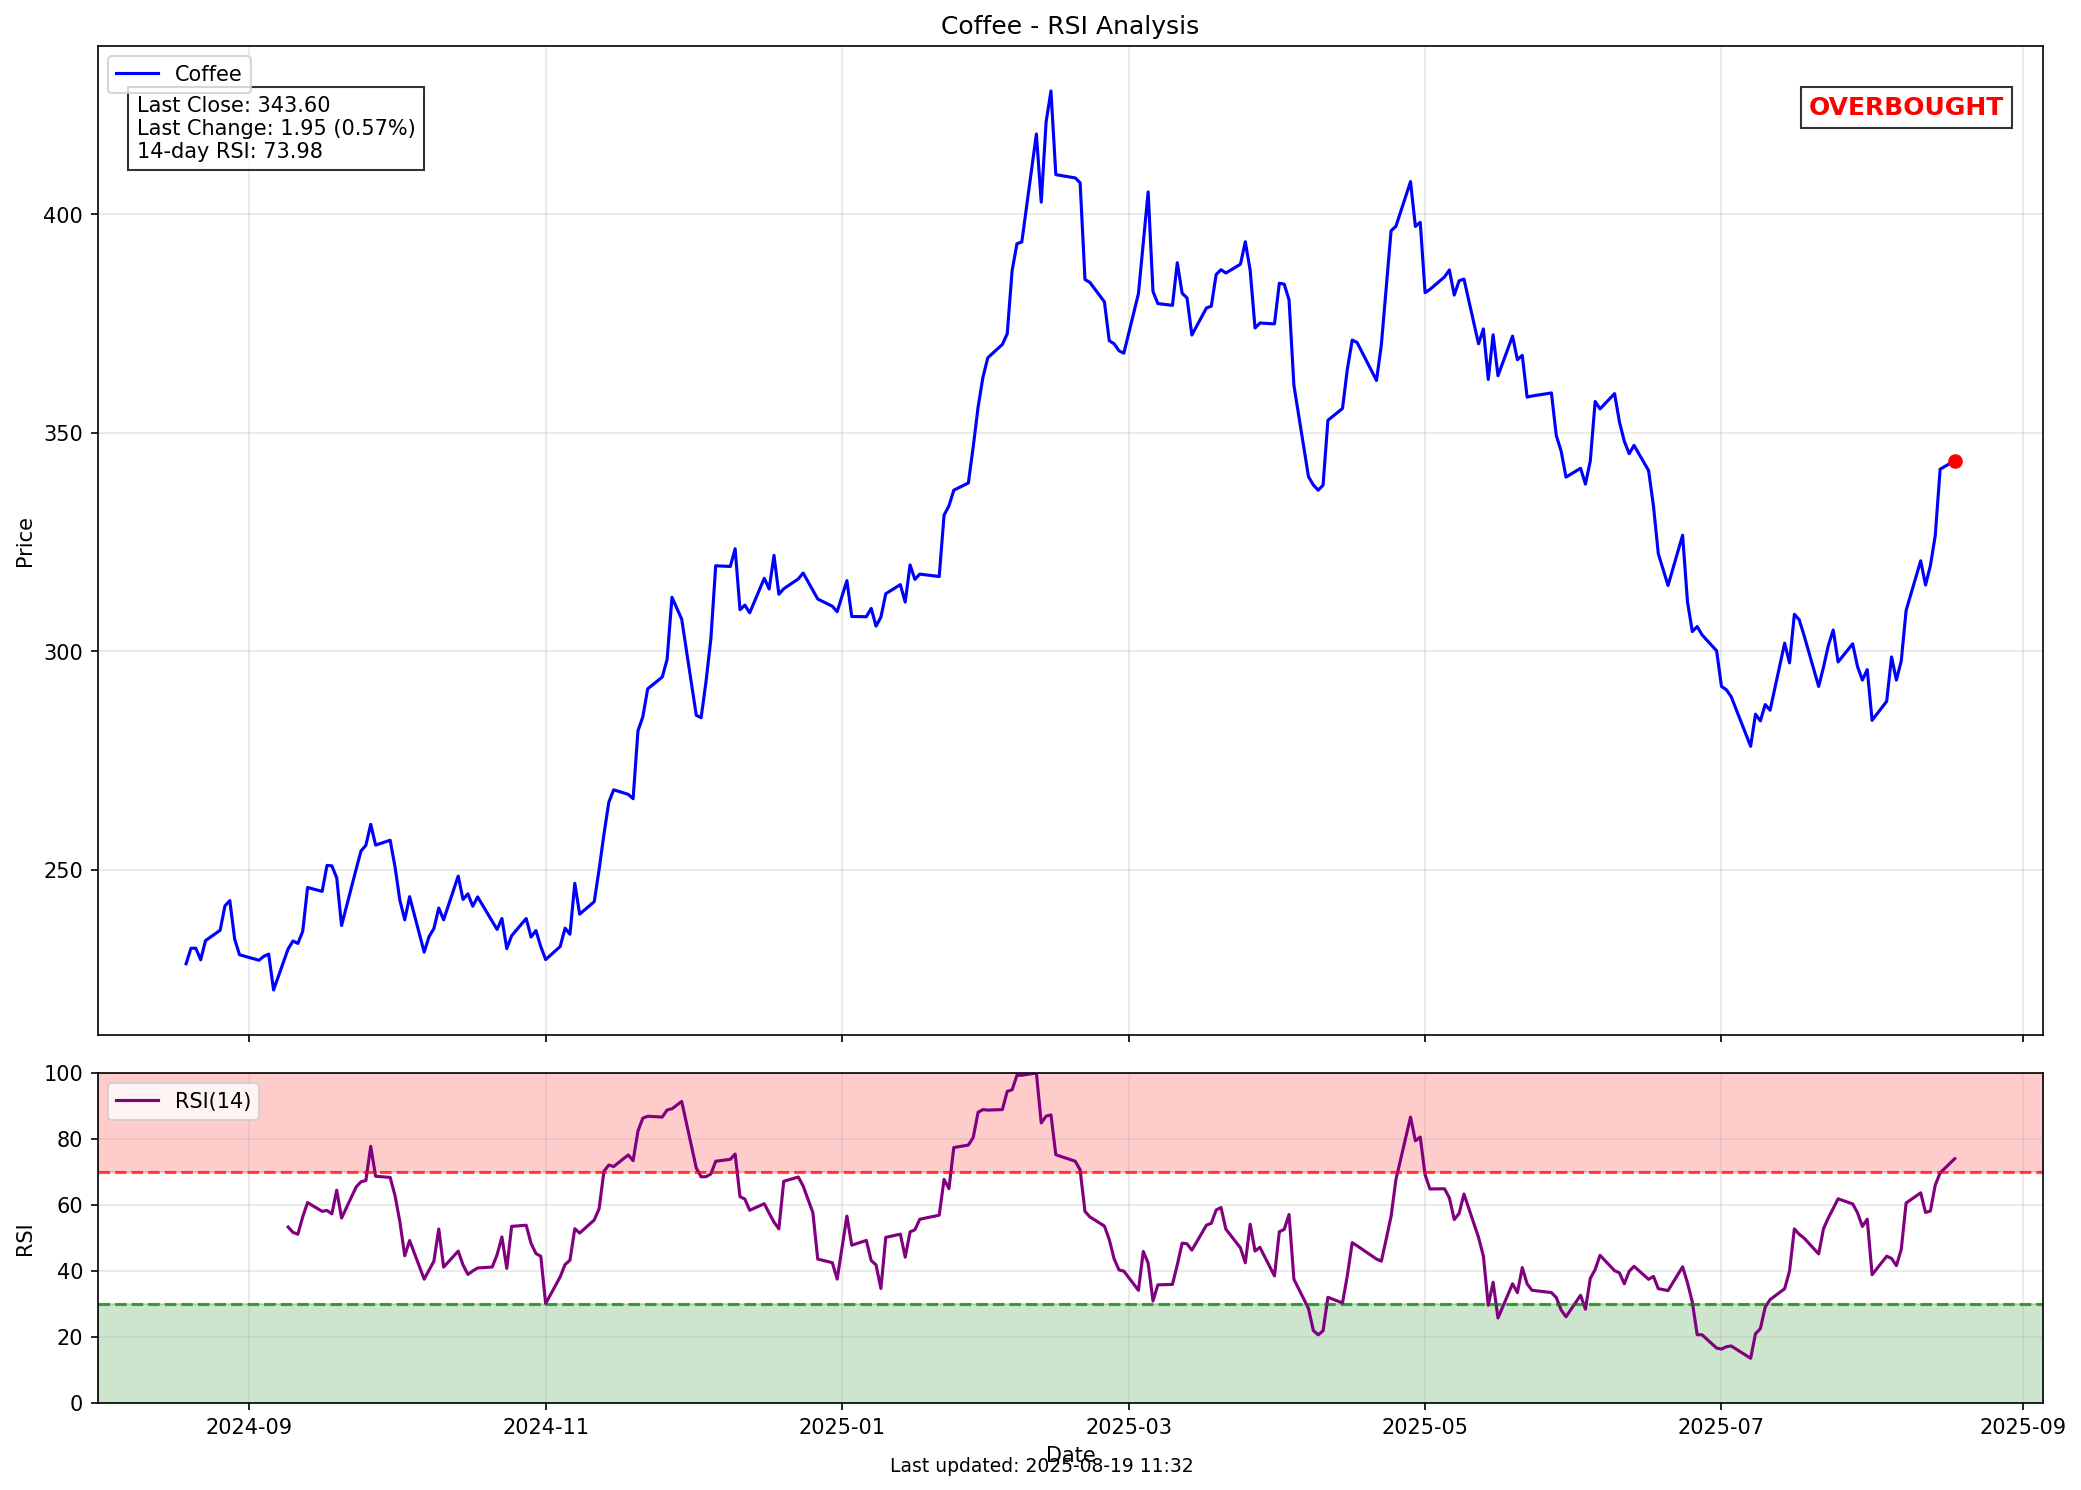 Coffee - RSI Analysis
Coffee
Last Close: 343.60
Last Change: 1.95 (0.57%)
14-day RSI: 73.98
OVERBOUGHT
Price
400
350
300
250
RSI(14)
RSI
100
80
60
40
20
0
2024-09
2024-11
2025-01
2025-03
2025-05
2025-07
2025-09
Date
Last updated: 2025-08-19 11:32